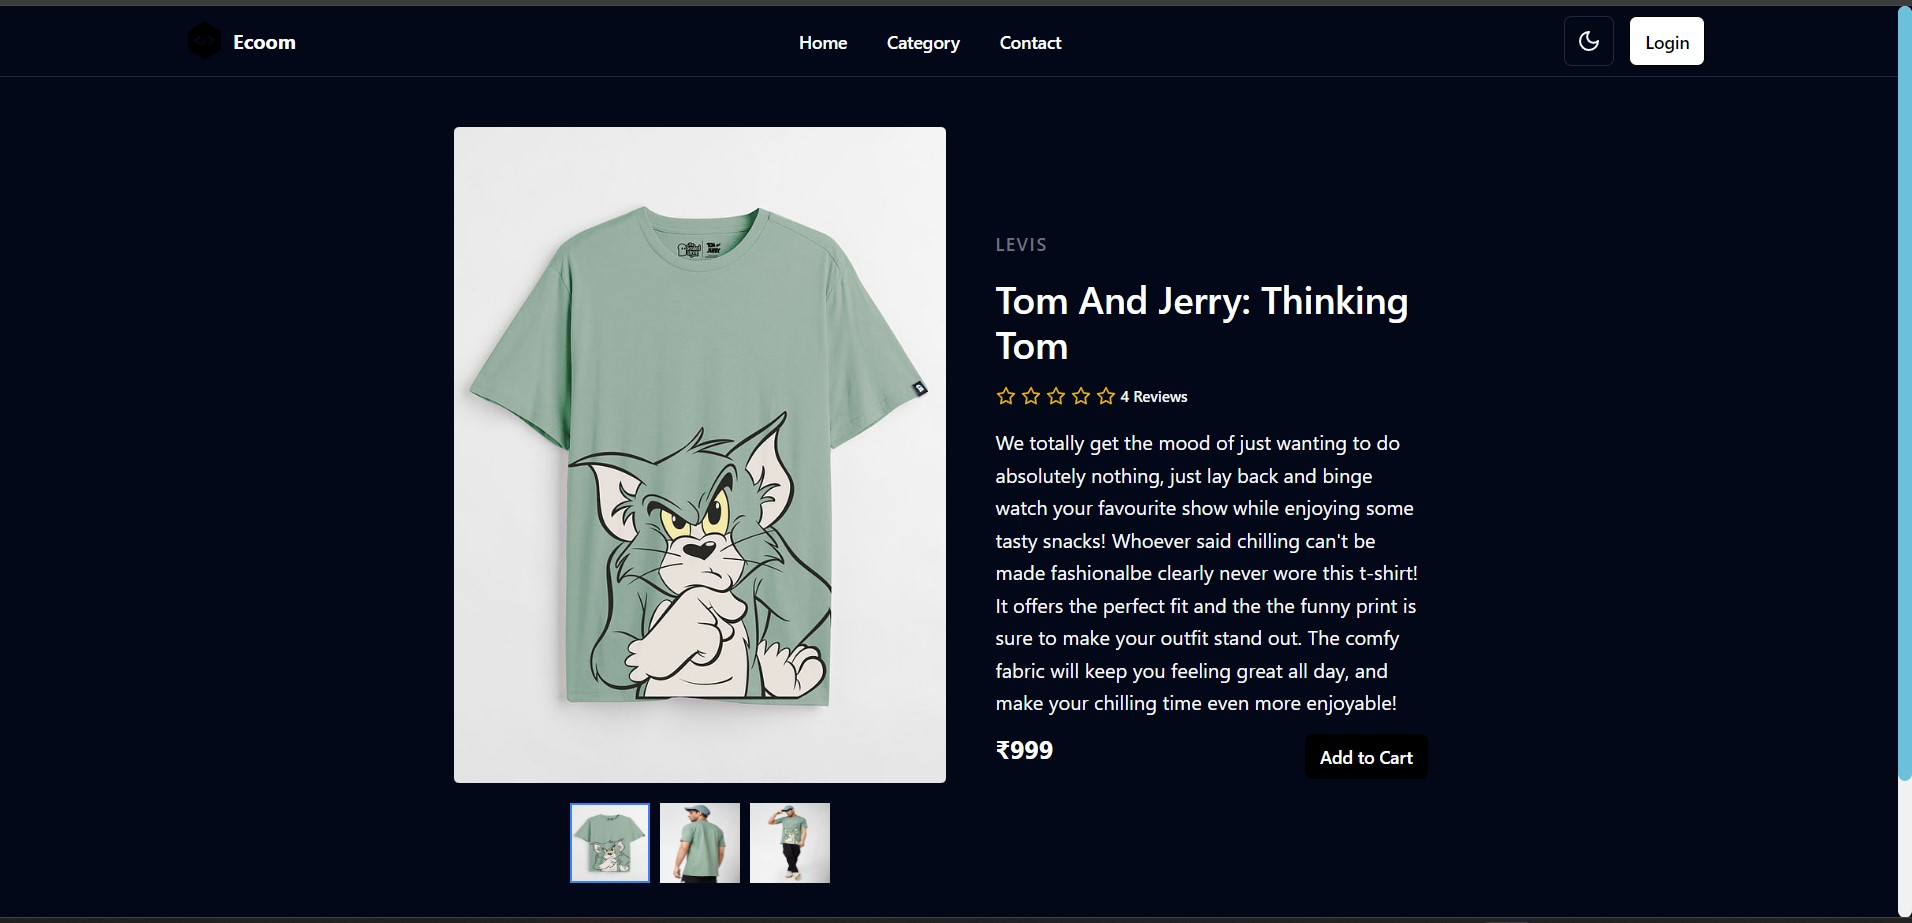 Ecoom
Home
Category
Contact
Login
LEVIS
Tom And Jerry: Thinking
Tom
4 Reviews
We totally get the mood of just wanting to do
absolutely nothing, just lay back and binge
watch your favourite show while enjoying some
tasty snacks! Whoever said chilling can't be
made fashionalbe clearly never wore this t-shirt!
It offers the perfect fit and the the funny print is
sure to make your outfit stand out. The comfy
fabric will keep you feeling great all day, and
make your chilling time even more enjoyable!
₹999
Add to Cart